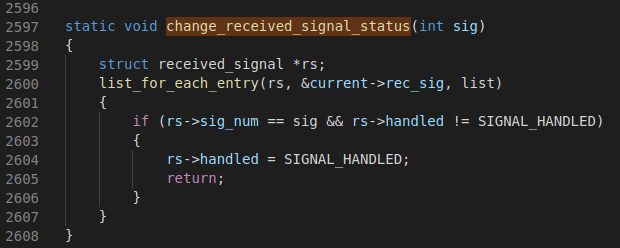 2596
2597 static void change_received_signal_status(int sig)
2598 {
2599     struct received_signal *rs;
2600     list_for_each_entry(rs, &current->rec_sig, list)
2601     {
2602         if (rs->sig_num == sig && rs->handled != SIGNAL_HANDLED)
2603         {
2604             rs->handled = SIGNAL_HANDLED;
2605             return;
2606         }
2607     }
2608 }